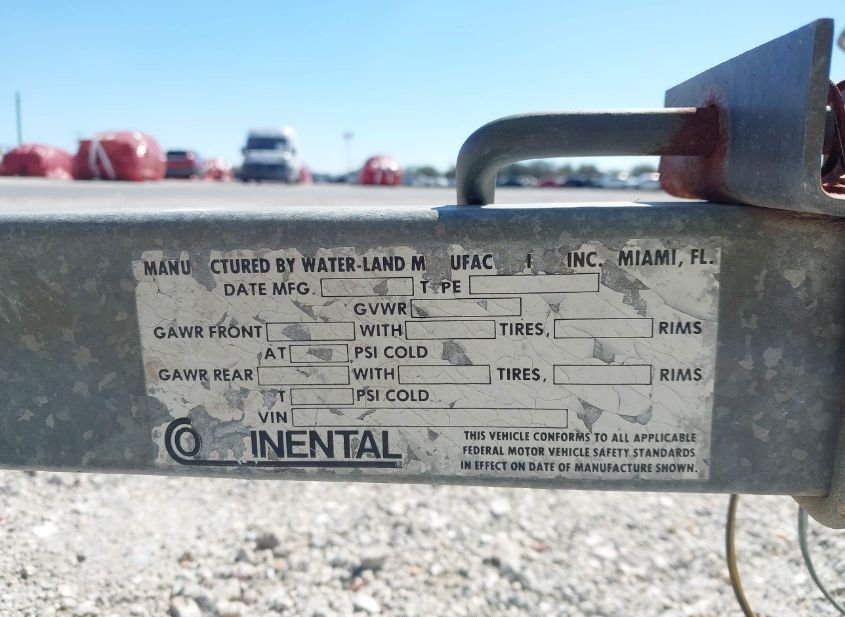 MANU CTURED BY WATER-LAND M UFAC I INC. MIAMI, FL.
DATE MFG. T PE
GVWR
GAWR FRONT WITH TIRES, RIMS
AT PSI COLD
GAWR REAR WITH TIRES, RIMS
T PSI COLD
VIN
CO INENTAL
THIS VEHICLE CONFORMS TO ALL APPLICABLE
FEDERAL MOTOR VEHICLE SAFETY STANDARDS
IN EFFECT ON DATE OF MANUFACTURE SHOWN.